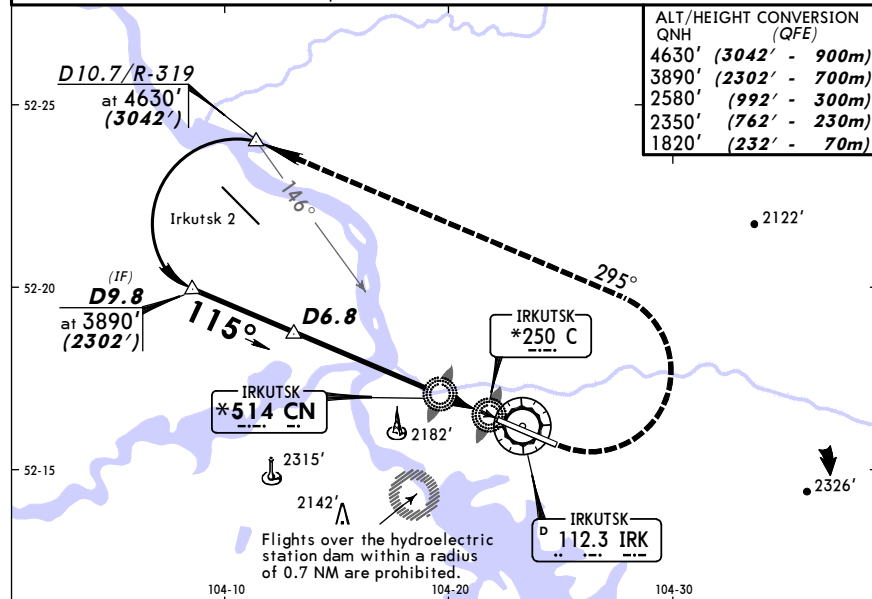 ALT/HEIGHT CONVERSION
QNH (QFE)
4630' (3042' - 900m)
3890' (2302' - 700m)
2580' (992' - 300m)
2350' (762' - 230m)
1820' (232' - 70m)
D10.7/R-319
at 4630'
(3042')
52-25
146°
Irkutsk 2
2122'
295°
52-20
(IF)
D9.8
at 3890'
(2302')
115°
D6.8
IRKUTSK
*250 C
IRKUTSK
*514 CN
2182'
52-15
2315'
2142'
2326'
Flights over the hydroelectric
station dam within a radius
of 0.7 NM are prohibited.
IRKUTSK
D 112.3 IRK
104-10
104-20
104-30